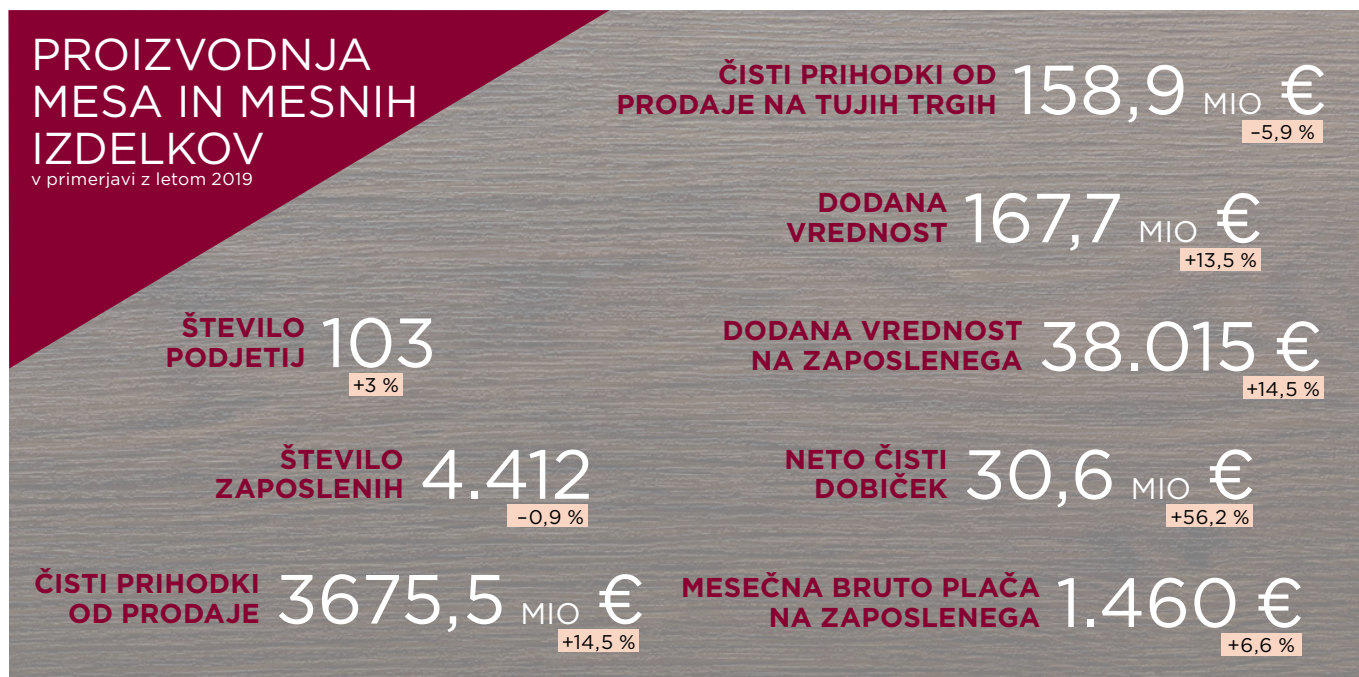 PROIZVODNJA
MESA IN MESNIH
IZDELKOV
v primerjavi z letom 2019
ŠTEVILO
PODJETIJ 103
+3 %
ŠTEVILO
ZAPOSLENIH 4.412
–0,9 %
ČISTI PRIHODKI
OD PRODAJE 3675,5 MIO €
+14,5 %
ČISTI PRIHODKI OD
PRODAJE NA TUJIH TRGIH 158,9 MIO €
–5,9 %
DODANA
VREDNOST 167,7 MIO €
+13,5 %
DODANA VREDNOST
NA ZAPOSLENEGA 38.015 €
+14,5 %
NETO ČISTI
DOBIČEK 30,6 MIO €
+56,2 %
MESEČNA BRUTO PLAČA
NA ZAPOSLENEGA 1.460 €
+6,6 %